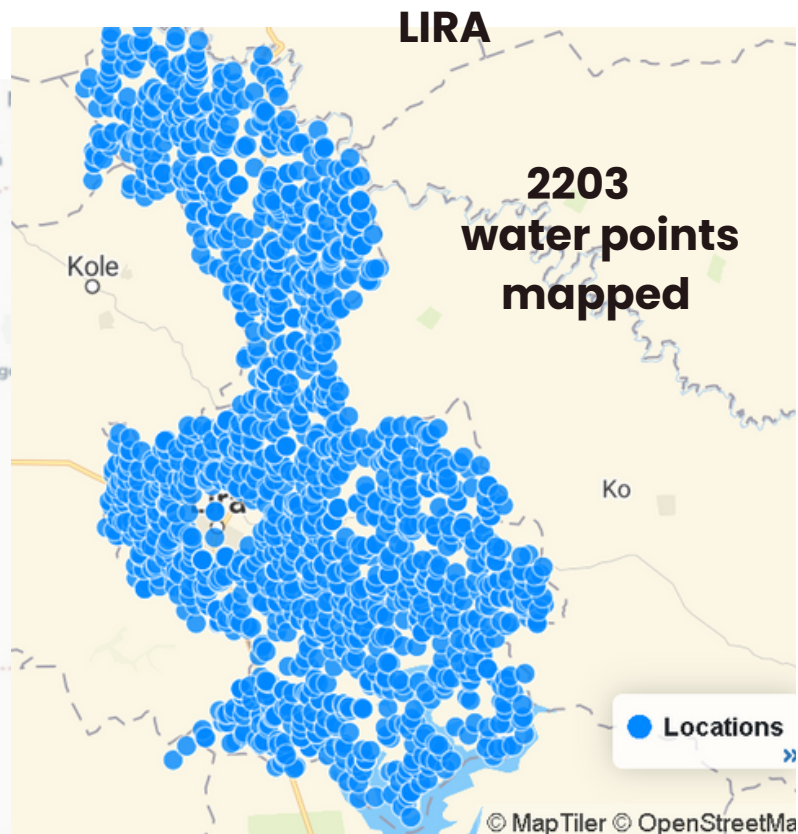 LIRA
2203
water points
mapped
Kole
Ko
Locations
© MapTiler © OpenStreetMa